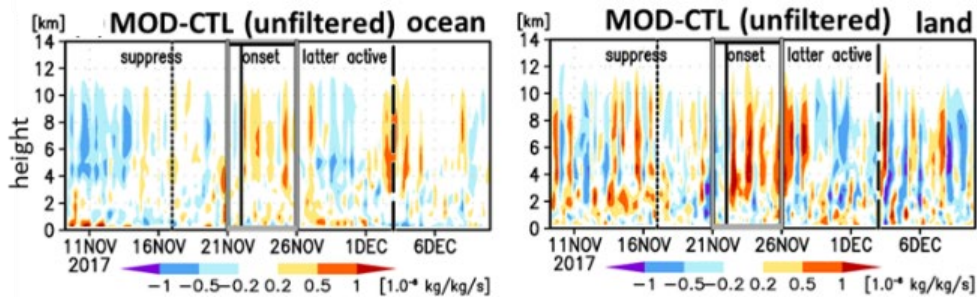 MOD-CTL (unfiltered) ocean
[km]
suppress onset latter active
14
12
10
8
6
4
2
0
height
11NOV 16NOV 21NOV 26NOV 1DEC 6DEC
2017
-1 -0.5 -0.2 0.2 0.5 1 [1.0⁻⁸ kg/kg/s]
MOD-CTL (unfiltered) land
[km]
suppress onset latter active
14
12
10
8
6
4
2
0
11NOV 16NOV 21NOV 26NOV 1DEC 6DEC
2017
-1 -0.5 -0.2 0.2 0.5 1 [1.0⁻⁸ kg/kg/s]